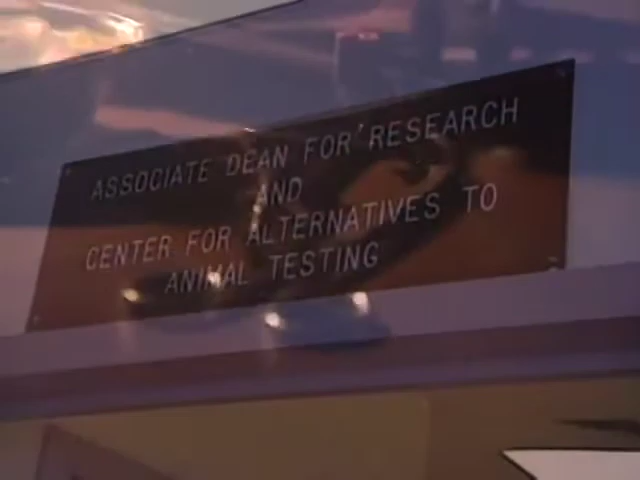 ASSOCIATE DEAN FOR RESEARCH
AND
CENTER FOR ALTERNATIVES TO
ANIMAL TESTING